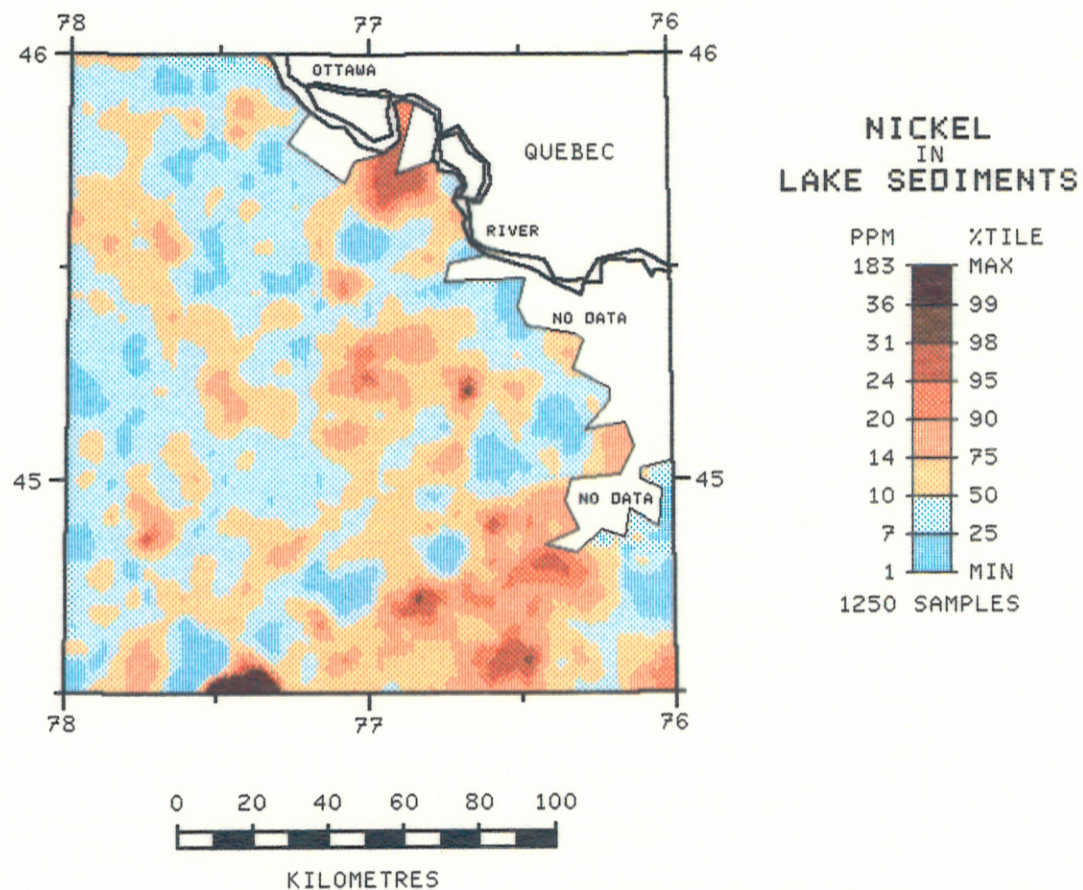 78 77 76
46 46
OTTAWA
QUEBEC
RIVER
NO DATA
45 45
NO DATA
78 77 76
0 20 40 60 80 100
KILOMETRES
NICKEL
IN
LAKE SEDIMENTS
PPM %TILE
183 MAX
36 99
31 98
24 95
20 90
14 75
10 50
7 25
1 MIN
1250 SAMPLES